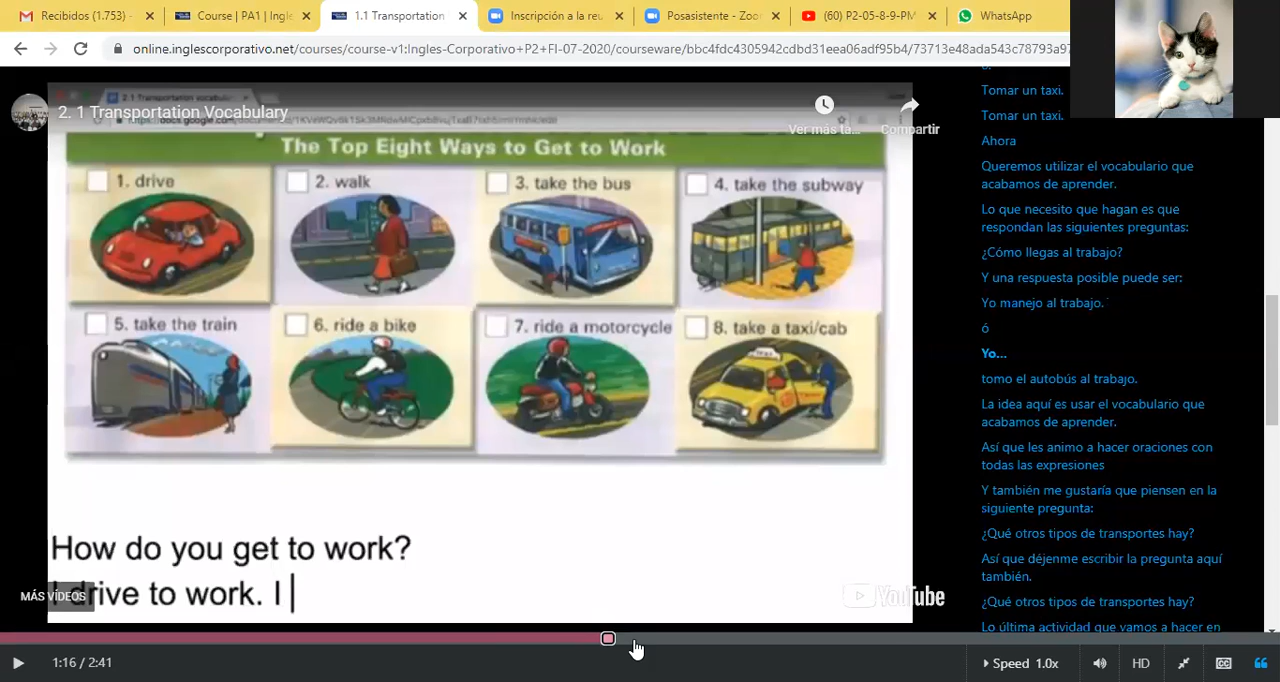 Recibidos (1.753) -
Course | PA1 | Ingle
1.1 Transportation
Inscripción a la reu
Posasistente - Zoo
(60) P2-05-8-9-PM
WhatsApp
online.inglescorporativo.net/courses/course-v1:Ingles-Corporativo+P2+FI-07-2020/courseware/bbc4fdc4305942cdbd31eea06adf95b4/73713e48ada543c78793a97
2. 1 Transportation Vocabulary
Ver más ta...
Compartir
The Top Eight Ways to Get to Work
1. drive
2. walk
3. take the bus
4. take the subway
5. take the train
6. ride a bike
7. ride a motorcycle
8. take a taxi/cab
How do you get to work?
I drive to work. I
MÁS VÍDEOS
YouTube
1:16 / 2:41
Speed 1.0x
HD
CC
Tomar un taxi.
Tomar un taxi.
Ahora
Queremos utilizar el vocabulario que
acabamos de aprender.
Lo que necesito que hagan es que
respondan las siguientes preguntas:
¿Cómo llegas al trabajo?
Y una respuesta posible puede ser:
Yo manejo al trabajo.
ó
Yo...
tomo el autobús al trabajo.
La idea aquí es usar el vocabulario que
acabamos de aprender.
Así que les animo a hacer oraciones con
todas las expresiones
Y también me gustaría que piensen en la
siguiente pregunta:
¿Qué otros tipos de transportes hay?
Así que déjenme escribir la pregunta aquí
también.
¿Qué otros tipos de transportes hay?
Lo última actividad que vamos a hacer en